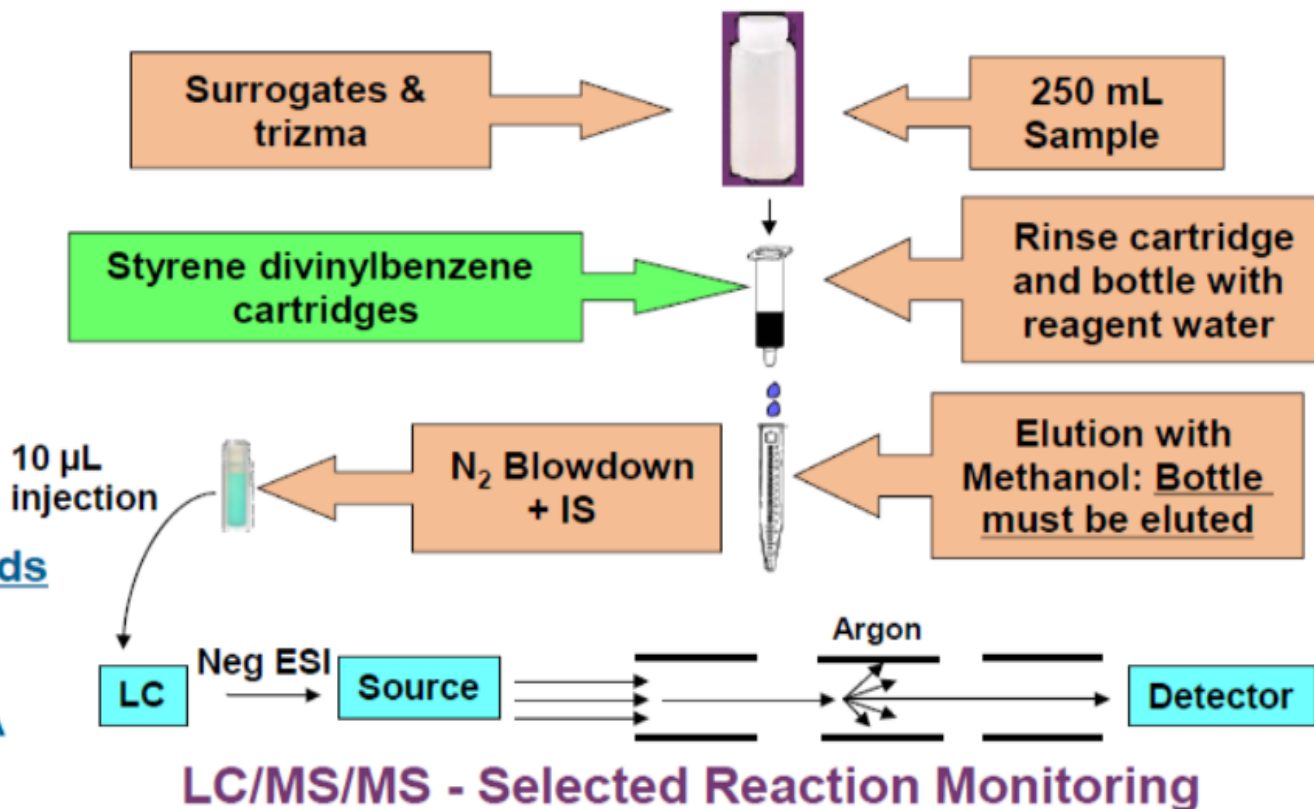 Surrogates &
trizma
250 mL
Sample
Styrene divinylbenzene
cartridges
Rinse cartridge
and bottle with
reagent water
10 µL
injection
N₂ Blowdown
+ IS
Elution with
Methanol: Bottle
must be eluted
ds
Argon
LC
Neg ESI
Source
Detector
A
LC/MS/MS - Selected Reaction Monitoring